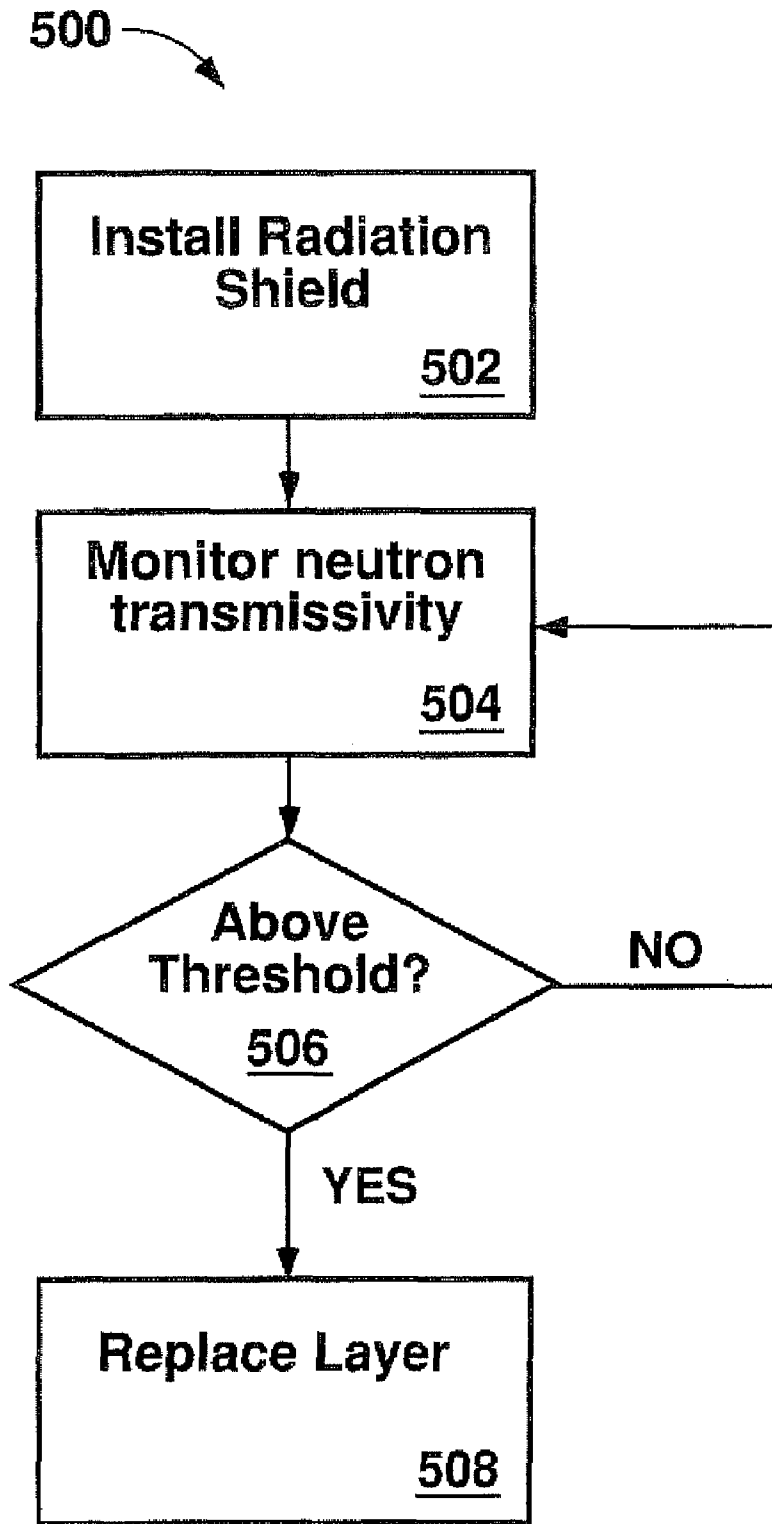 500
Install Radiation
Shield
502
Monitor neutron
transmissivity
504
Above
Threshold?
506
NO
YES
Replace Layer
508